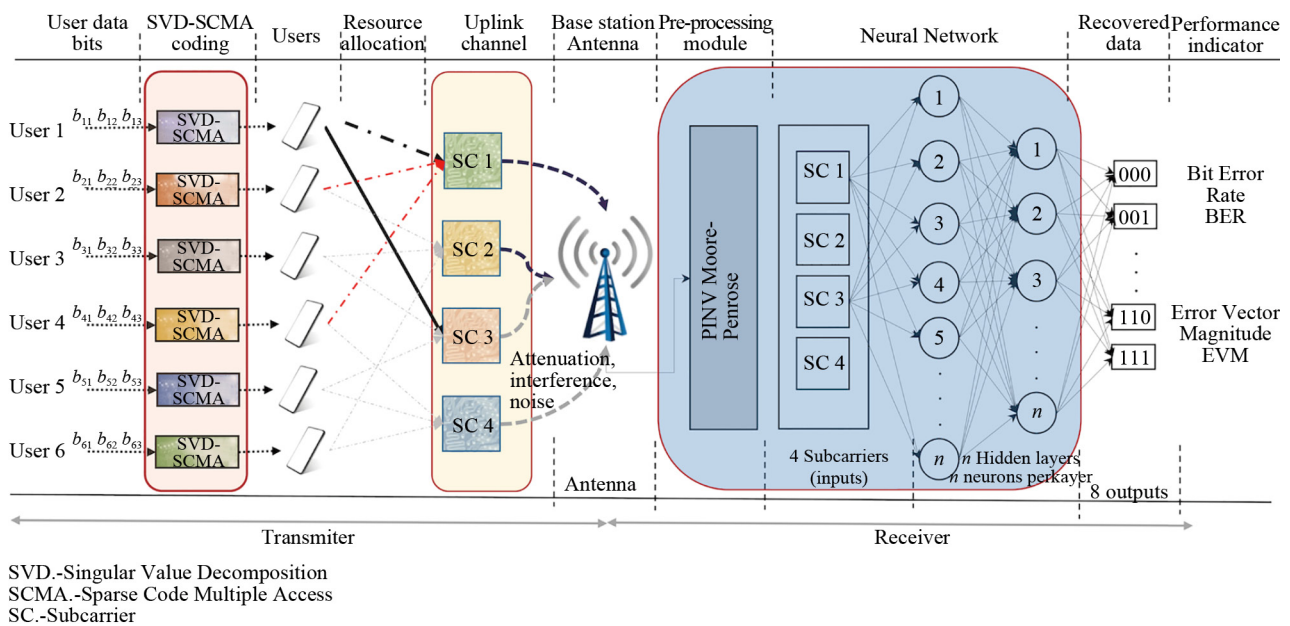 User data bits
SVD-SCMA coding
Users
Resource allocation
Uplink channel
Base station Antenna
Pre-processing module
Neural Network
Recovered data
Performance indicator
User 1
b11 b12 b13
SVD-SCMA
User 2
b21 b22 b23
SVD-SCMA
User 3
b31 b32 b33
SVD-SCMA
User 4
b41 b42 b43
SVD-SCMA
User 5
b51 b52 b53
SVD-SCMA
User 6
b61 b62 b63
SVD-SCMA
SC 1
SC 2
SC 3
SC 4
Attenuation,
interference,
noise
Antenna
PINV Moore-
Penrose
SC 1
SC 2
SC 3
SC 4
4 Subcarriers
(inputs)
1
2
3
4
5
n
1
2
3
n
n Hidden layers
n neurons perkayer
000
001
110
111
8 outputs
Bit Error
Rate
BER
Error Vector
Magnitude
EVM
Transmiter
Receiver
SVD.-Singular Value Decomposition
SCMA.-Sparse Code Multiple Access
SC.-Subcarrier